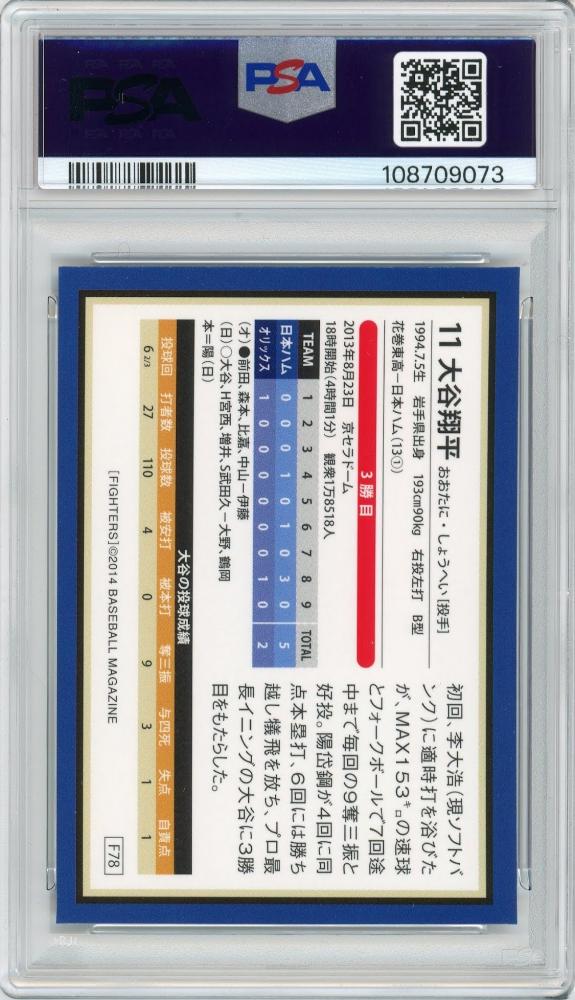 PSA
PSA
108709073
11 大谷翔平 おおたに・しょうへい [投手]
1994.7.5生 岩手県出身 193cm90kg 右投左打 B型
花巻東高ー日本ハム(13①)
3勝目
2013年8月23日 京セラドーム
18時開始(4時間1分) 観衆1万8518人
TEAM 1 2 3 4 5 6 7 8 9 TOTAL
日本ハム 0 0 0 1 0 1 0 3 0 5
オリックス 1 0 0 0 0 0 0 1 0 2
(オ)●前田、森本、比嘉、中山ー伊藤
(日)○大谷、H宮西、増井、S武田久ー大野、鶴岡
本=陽(日)
初回、李大浩(現ソフトバ
ンク)に適時打を浴びた
が、MAX153㌔の速球
とフォークボールで7回途
中まで毎回の9奪三振と
好投。陽岱鋼が4回に同
点本塁打、6回には勝ち
越し犠飛を放ち、プロ最
長イニングの大谷に3勝
目をもたらした。
大谷の投球成績
投球回 打者数 投球数 被安打 被本打 奪三振 与四死 失点 自責点
6 2/3 27 110 4 0 9 3 1 1
[FIGHTERS]©2014 BASEBALL MAGAZINE
F78